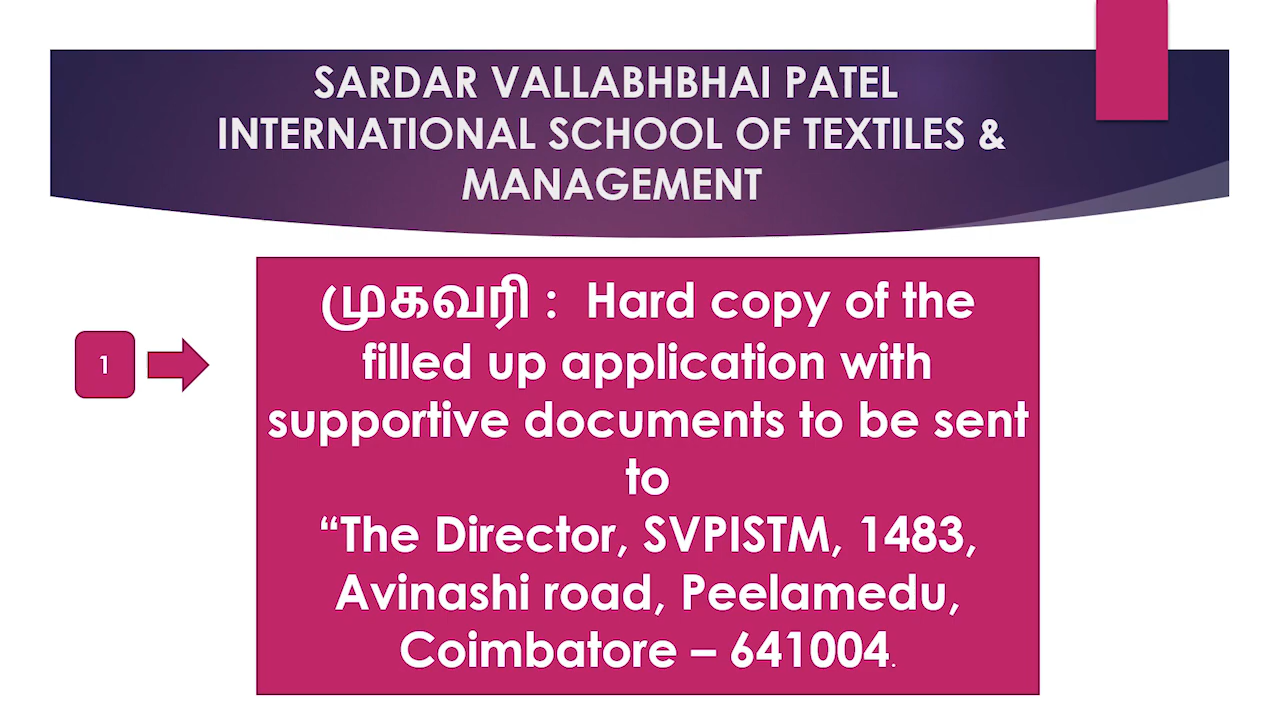 SARDAR VALLABHBHAI PATEL
INTERNATIONAL SCHOOL OF TEXTILES &
MANAGEMENT
1
முகவரி : Hard copy of the
filled up application with
supportive documents to be sent
to
“The Director, SVPISTM, 1483,
Avinashi road, Peelamedu,
Coimbatore – 641004.